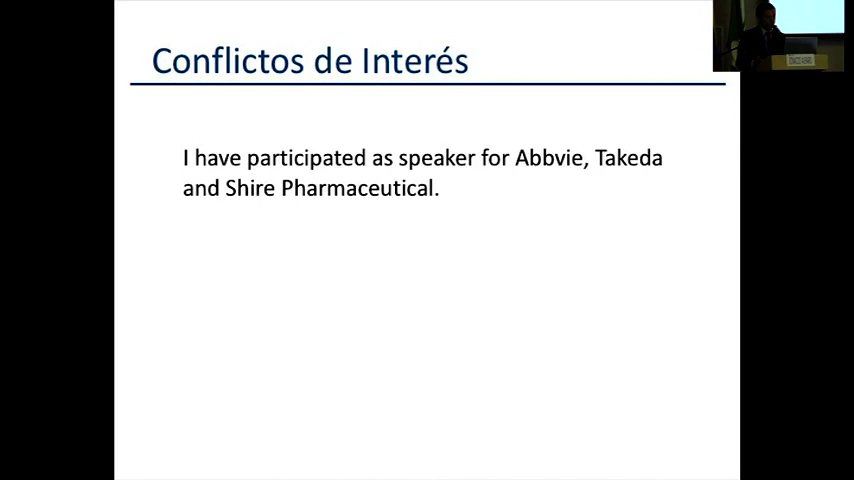 Conflictos de Interés
I have participated as speaker for Abbvie, Takeda
and Shire Pharmaceutical.